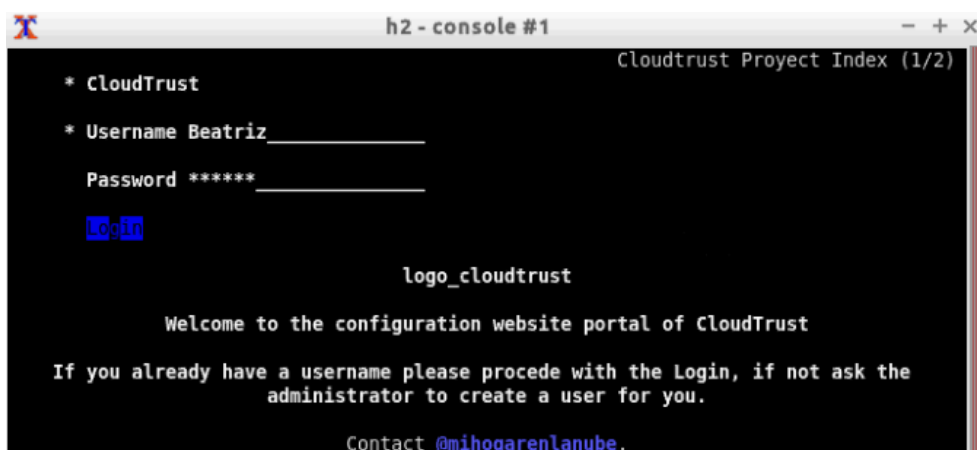 h2 - console #1
Cloudtrust Proyect Index (1/2)
* CloudTrust
* Username Beatriz______________
Password ******_______________
Login
logo_cloudtrust
Welcome to the configuration website portal of CloudTrust
If you already have a username please procede with the Login, if not ask the
administrator to create a user for you.
Contact @mihogarenlanube.